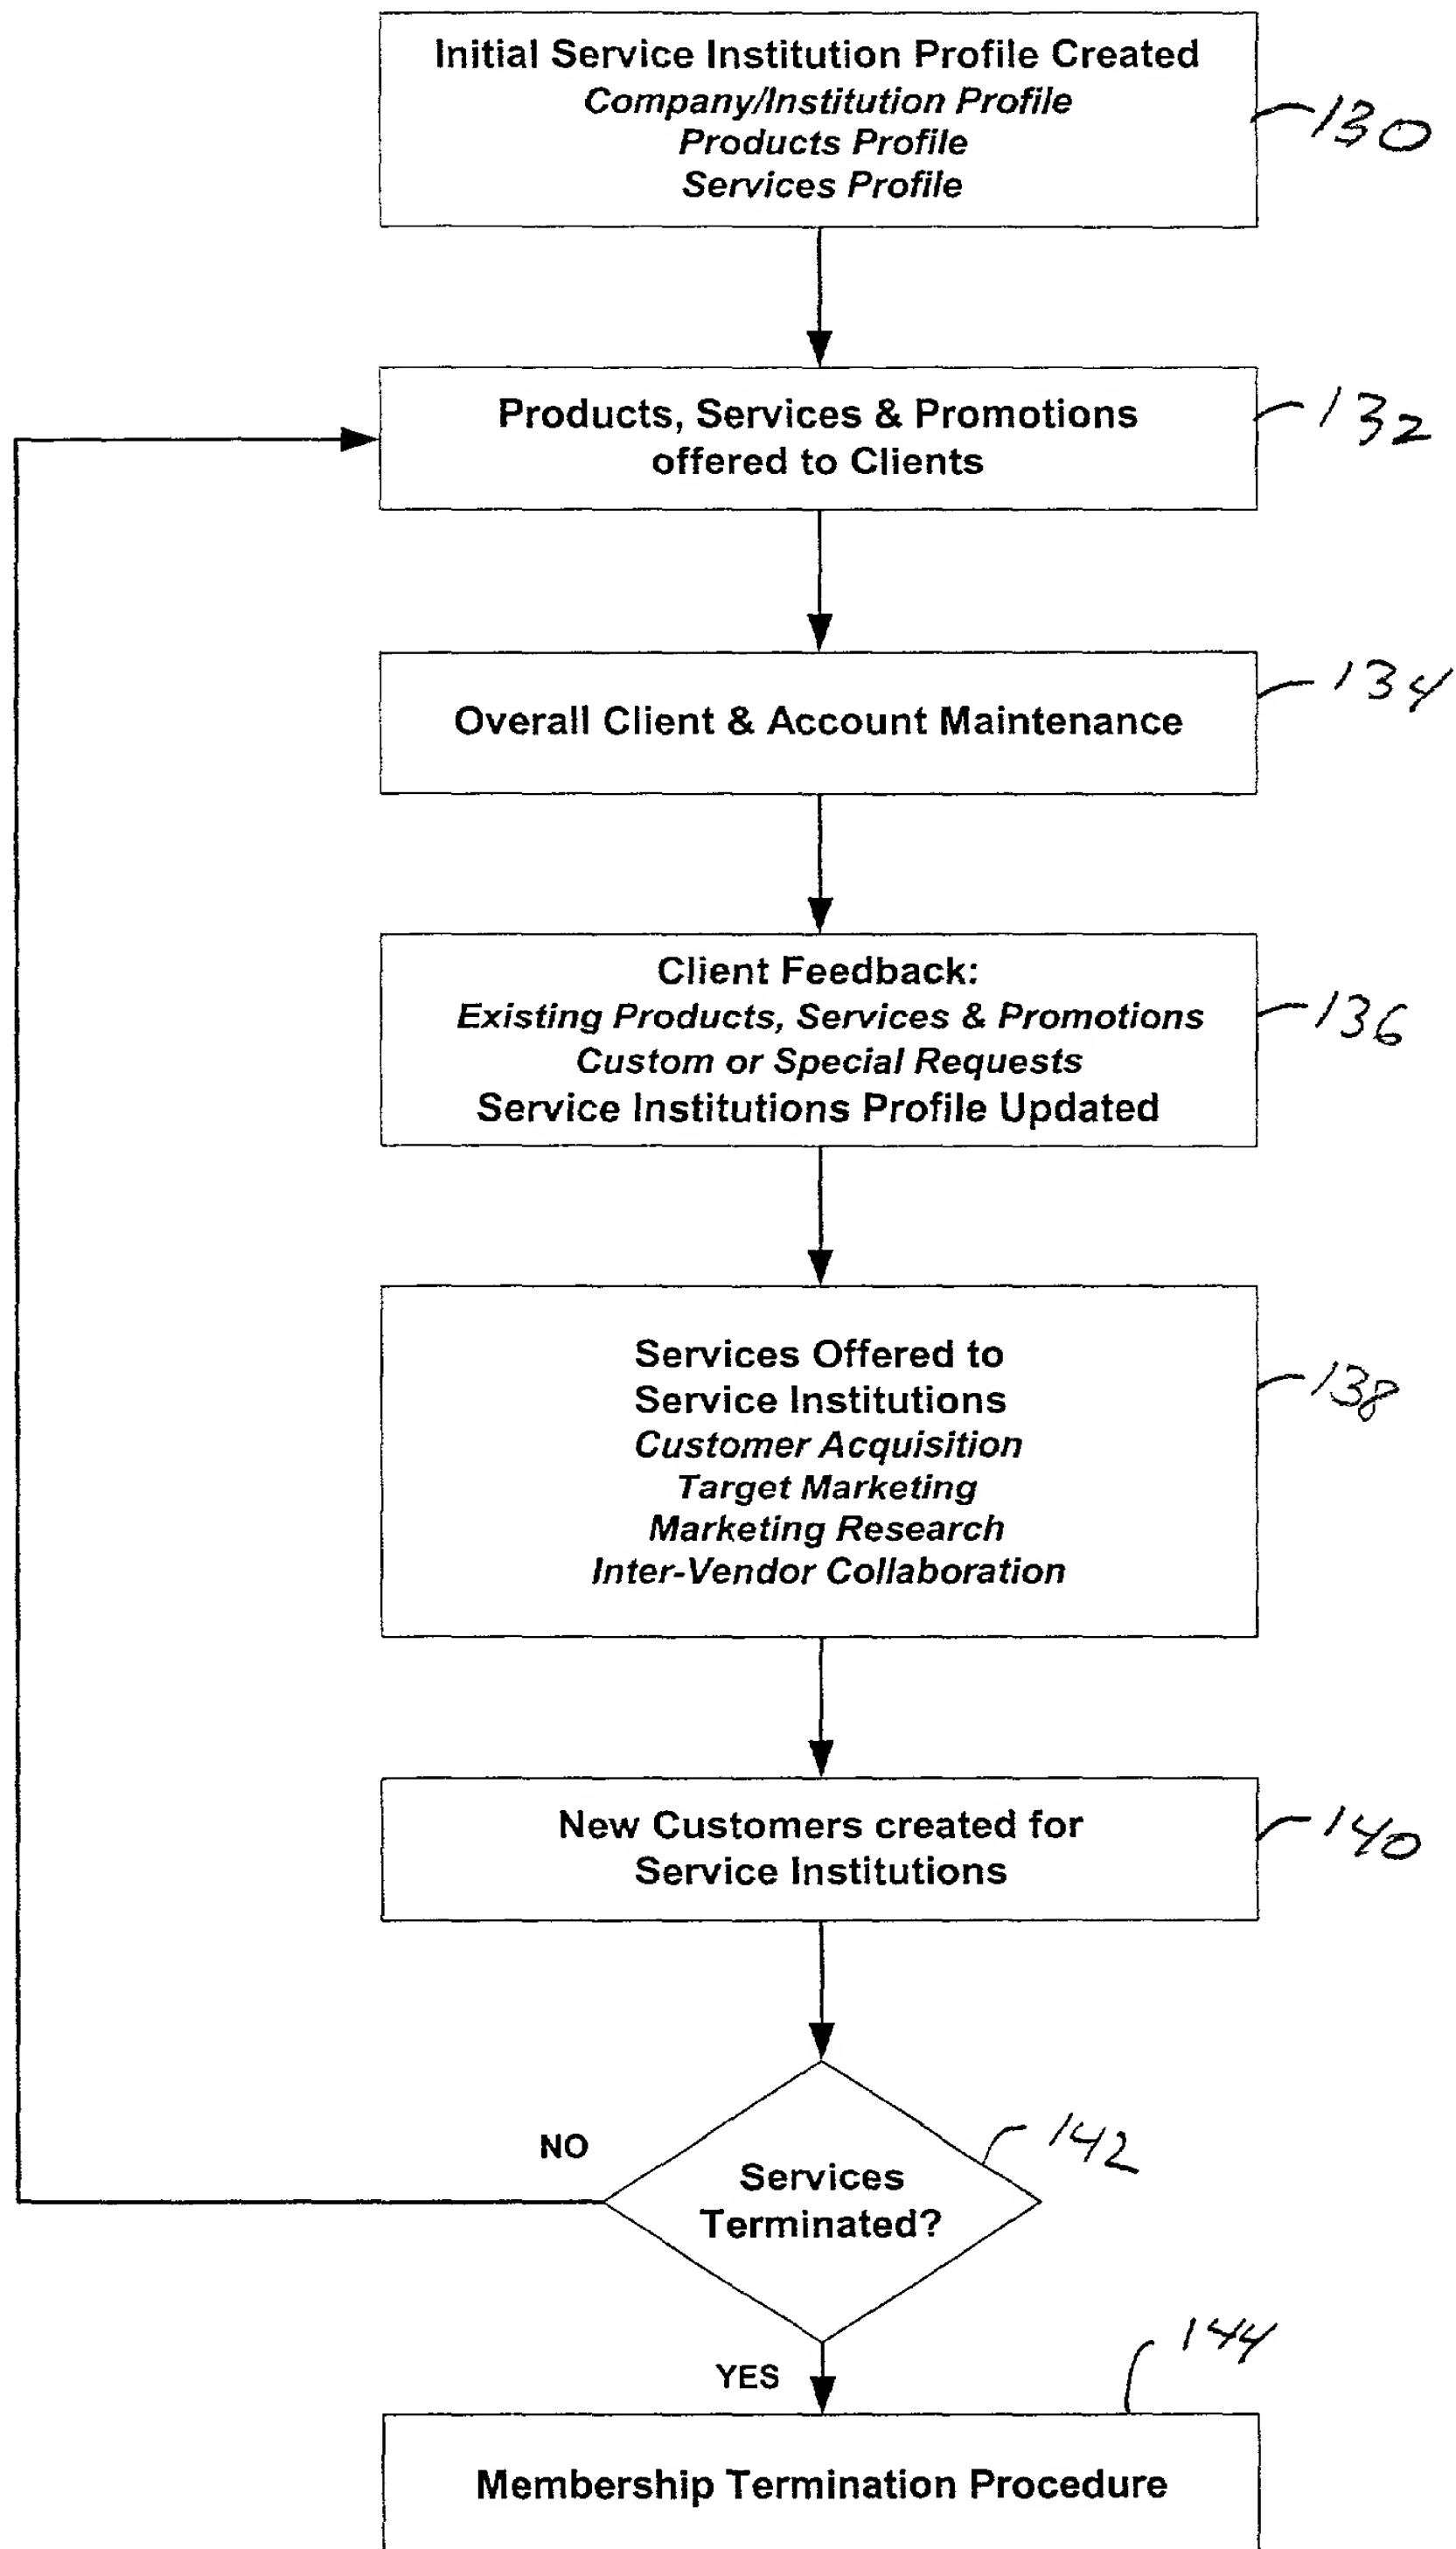 Initial Service Institution Profile Created
Company/Institution Profile
Products Profile
Services Profile
130
Products, Services & Promotions
offered to Clients
132
Overall Client & Account Maintenance
134
Client Feedback:
Existing Products, Services & Promotions
Custom or Special Requests
Service Institutions Profile Updated
136
Services Offered to
Service Institutions
Customer Acquisition
Target Marketing
Marketing Research
Inter-Vendor Collaboration
138
New Customers created for
Service Institutions
140
NO
Services
Terminated?
142
YES
144
Membership Termination Procedure